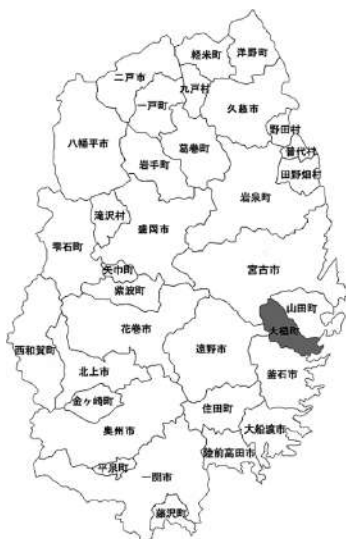 軽米町
洋野町
二戸市
九戸村
一戸町
久慈市
野田村
八幡平市
葛巻町
普代村
岩手町
田野畑村
滝沢村
岩泉町
盛岡市
雫石町
矢巾町
宮古市
紫波町
山田町
花巻市
大槌町
西和賀町
遠野市
釜石市
北上市
金ヶ崎町
住田町
奥州市
大船渡市
平泉町
一関市
陸前高田市
藤沢町